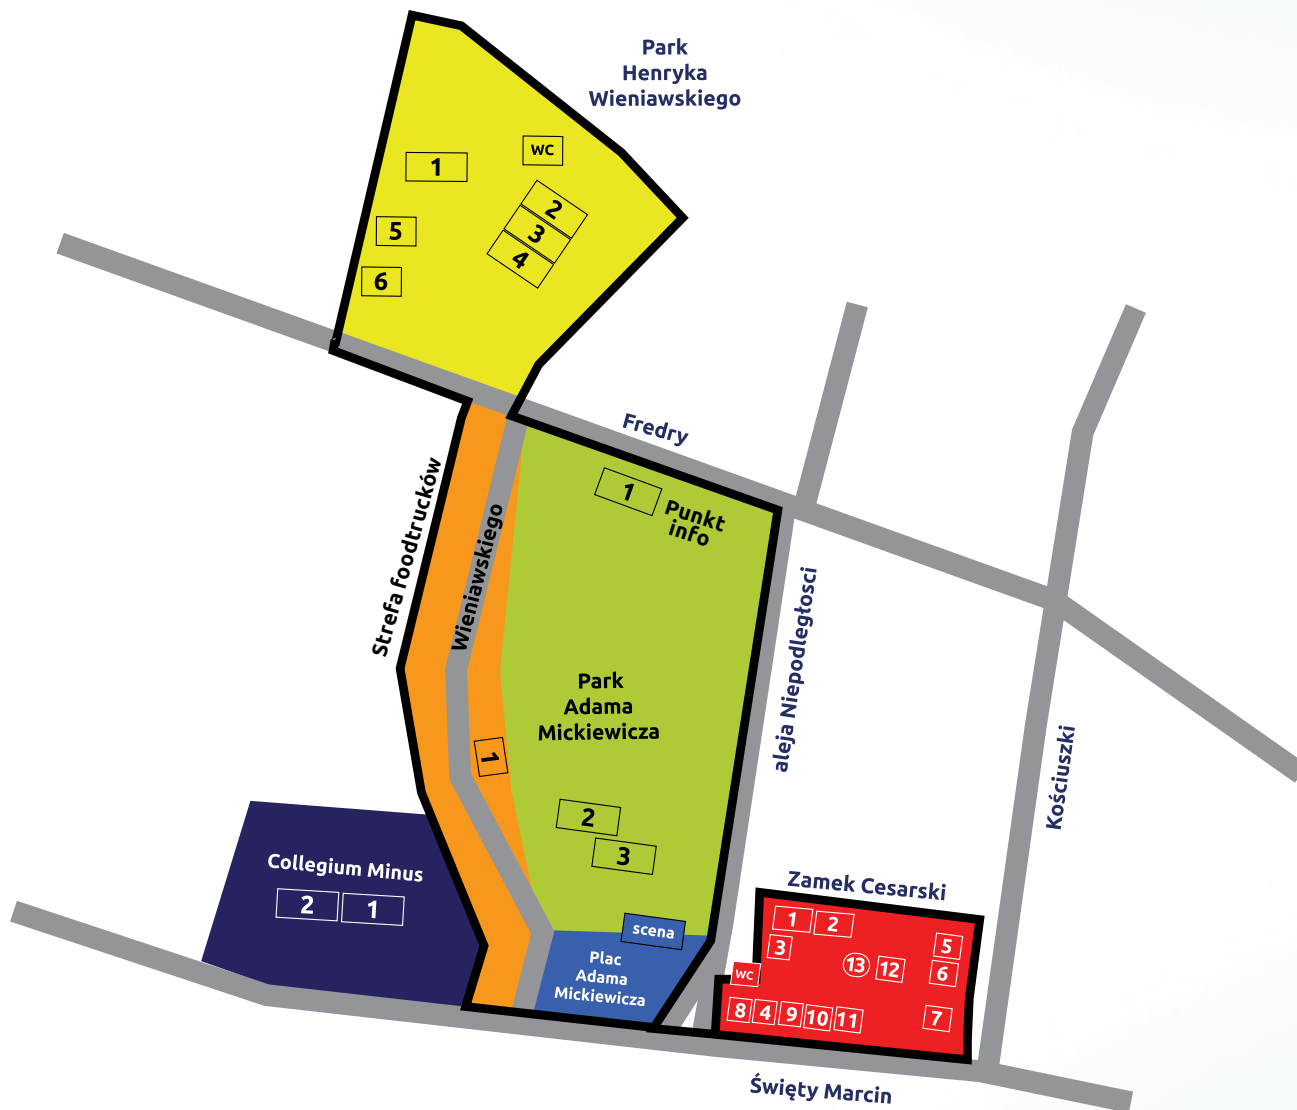 Park
Henryka
Wieniawskiego
WC
1
2
3
4
5
6
Fredry
1
Punkt
info
Strefa foodtrucków
Wieniawskiego
aleja Niepodległosci
Park
Adama
Mickiewicza
Kościuszki
1
2
3
Collegium Minus
2
1
scena
Plac
Adama
Mickiewicza
Zamek Cesarski
1
2
3
5
13
12
6
WC
8
4
9
10
11
7
Święty Marcin